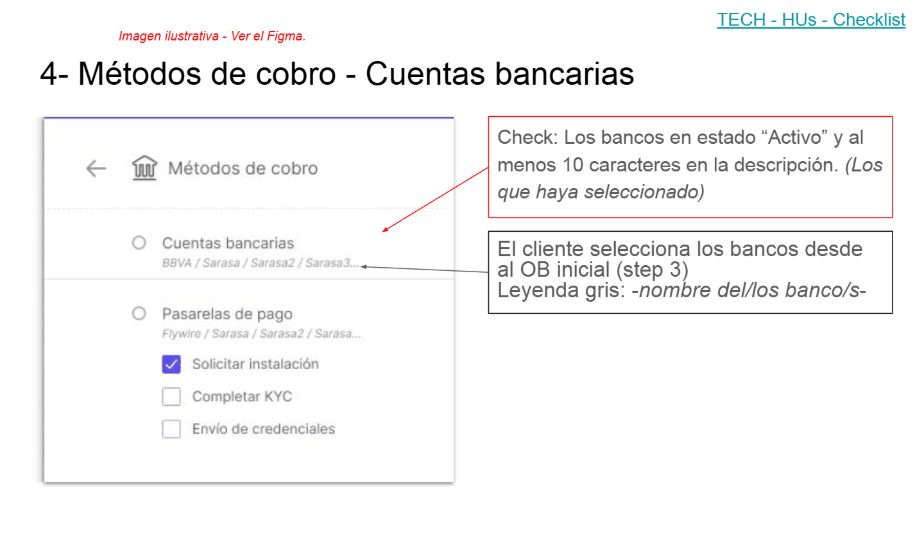 TECH - HUs - Checklist
Imagen ilustrativa - Ver el Figma.
4- Métodos de cobro - Cuentas bancarias
Métodos de cobro
Cuentas bancarias
BBVA / Sarasa / Sarasa2 / Sarasa3...
Pasarelas de pago
Flywire / Sarasa / Sarasa2 / Sarasa...
Solicitar instalación
Completar KYC
Envío de credenciales
Check: Los bancos en estado “Activo” y al
menos 10 caracteres en la descripción. (Los
que haya seleccionado)
El cliente selecciona los bancos desde
al OB inicial (step 3)
Leyenda gris: -nombre del/los banco/s-